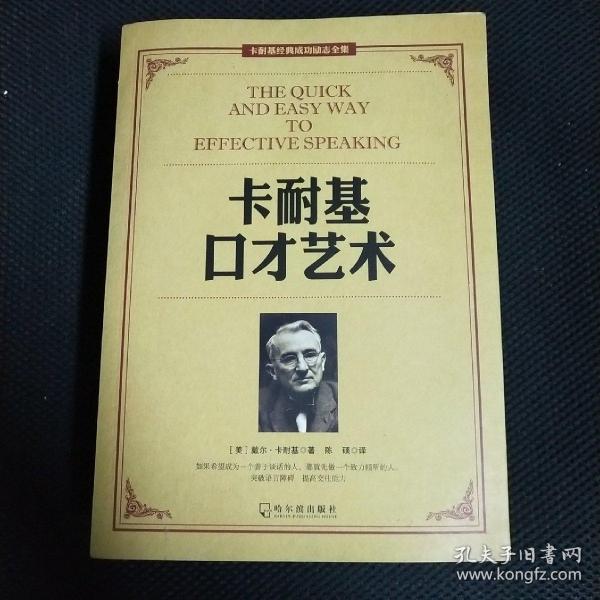 卡耐基经典成功励志全集
THE QUICK
AND EASY WAY
TO
EFFECTIVE SPEAKING
卡耐基
口才艺术
[美] 戴尔·卡耐基◎著 陈 硕◎译
如果希望成为一个善于谈话的人,那就先做一个致力倾听的人。
突破语言障碍 提高交往能力
哈尔滨出版社
HARBIN PUBLISHING HOUSE
孔夫子旧书网
www.kongfz.com